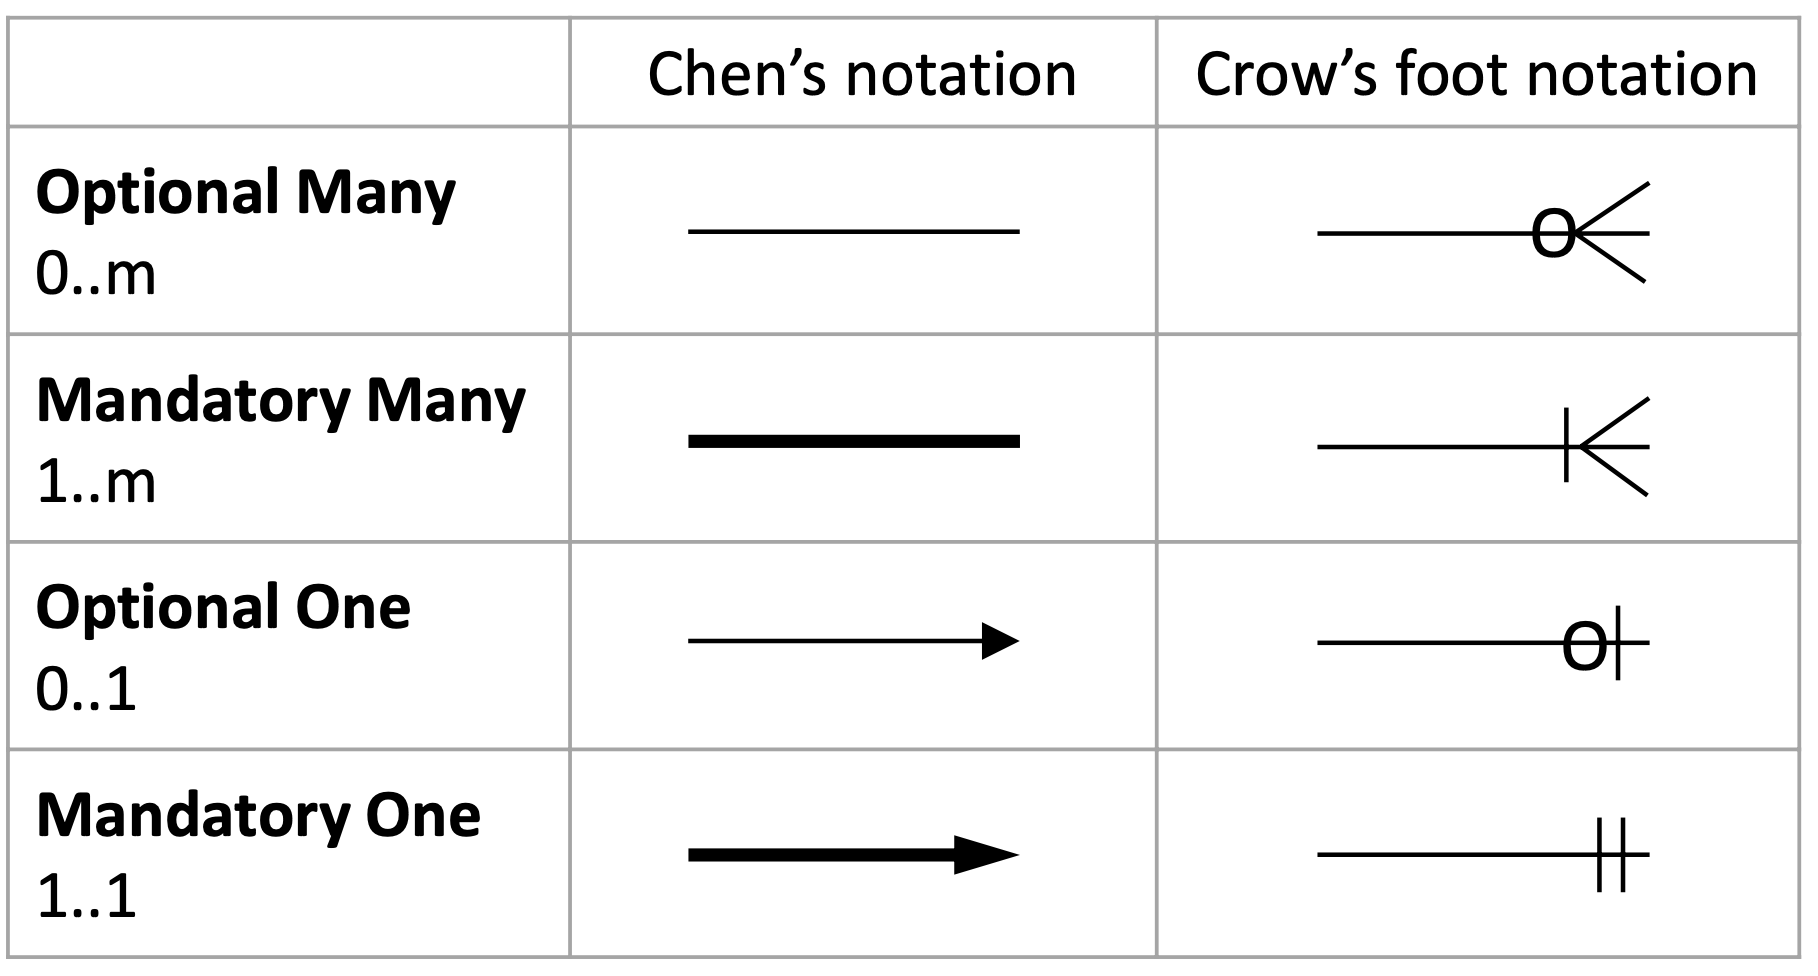 Chen’s notation
Crow’s foot notation
Optional Many
0..m
Mandatory Many
1..m
Optional One
0..1
Mandatory One
1..1